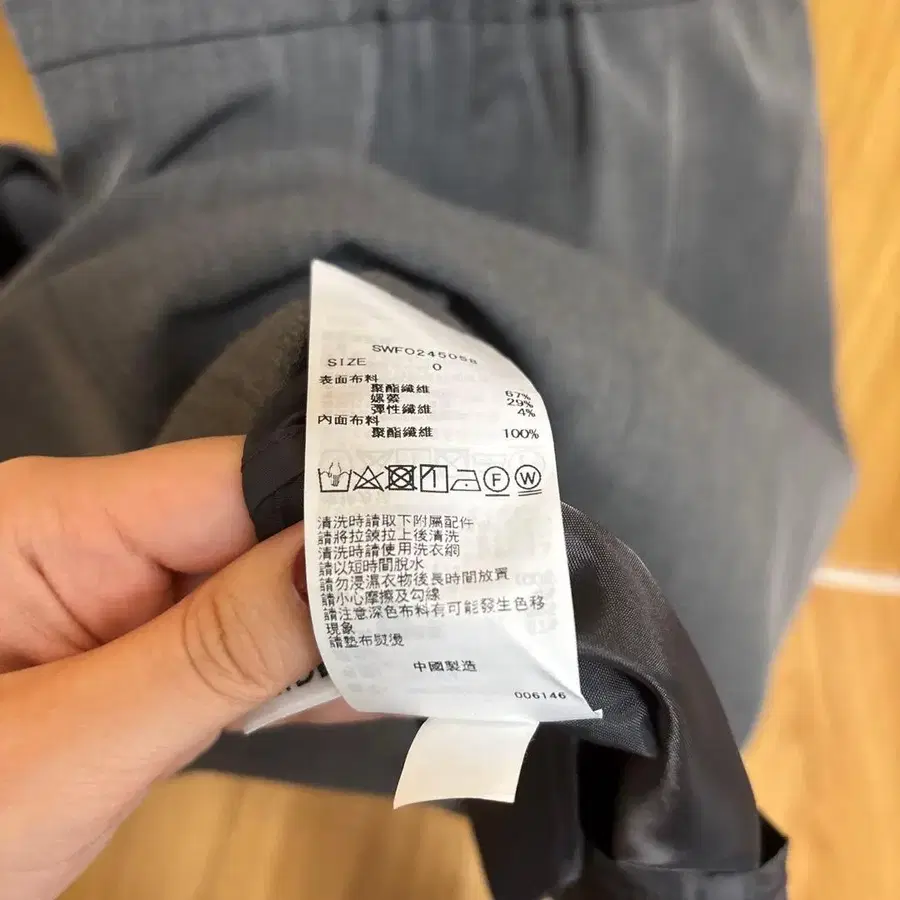 SWF0245058
SIZE 0
表面布料
聚酯纖維 67%
嫘縈 29%
彈性纖維 4%
內面布料
聚酯纖維 100%
F W
清洗時請取下附屬配件
請將拉鍊拉上後清洗
清洗時請使用洗衣網
請以短時間脫水
請勿浸濕衣物後長時間放置
請小心摩擦及勾線
請注意深色布料有可能發生色移
現象
請墊布熨燙
中國製造
006146